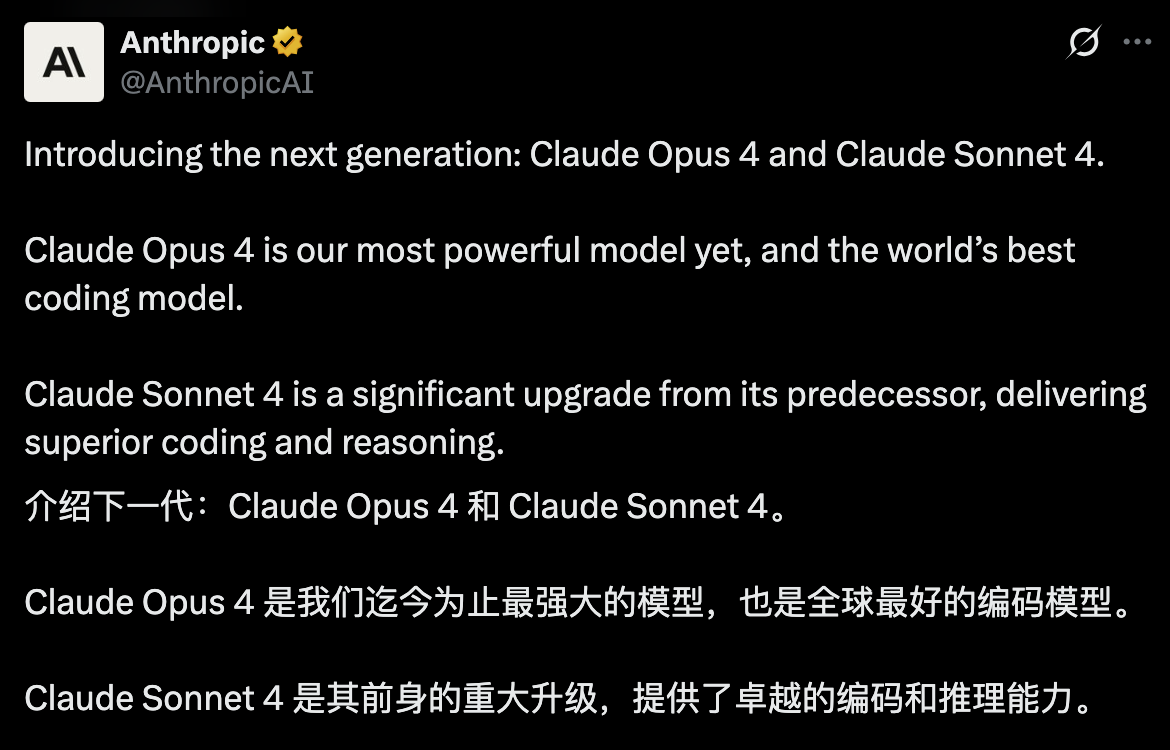 Anthropic
@AnthropicAI
Introducing the next generation: Claude Opus 4 and Claude Sonnet 4.
Claude Opus 4 is our most powerful model yet, and the world’s best
coding model.
Claude Sonnet 4 is a significant upgrade from its predecessor, delivering
superior coding and reasoning.
介绍下一代：Claude Opus 4 和 Claude Sonnet 4。
Claude Opus 4 是我们迄今为止最强大的模型，也是全球最好的编码模型。
Claude Sonnet 4 是其前身的重大升级，提供了卓越的编码和推理能力。